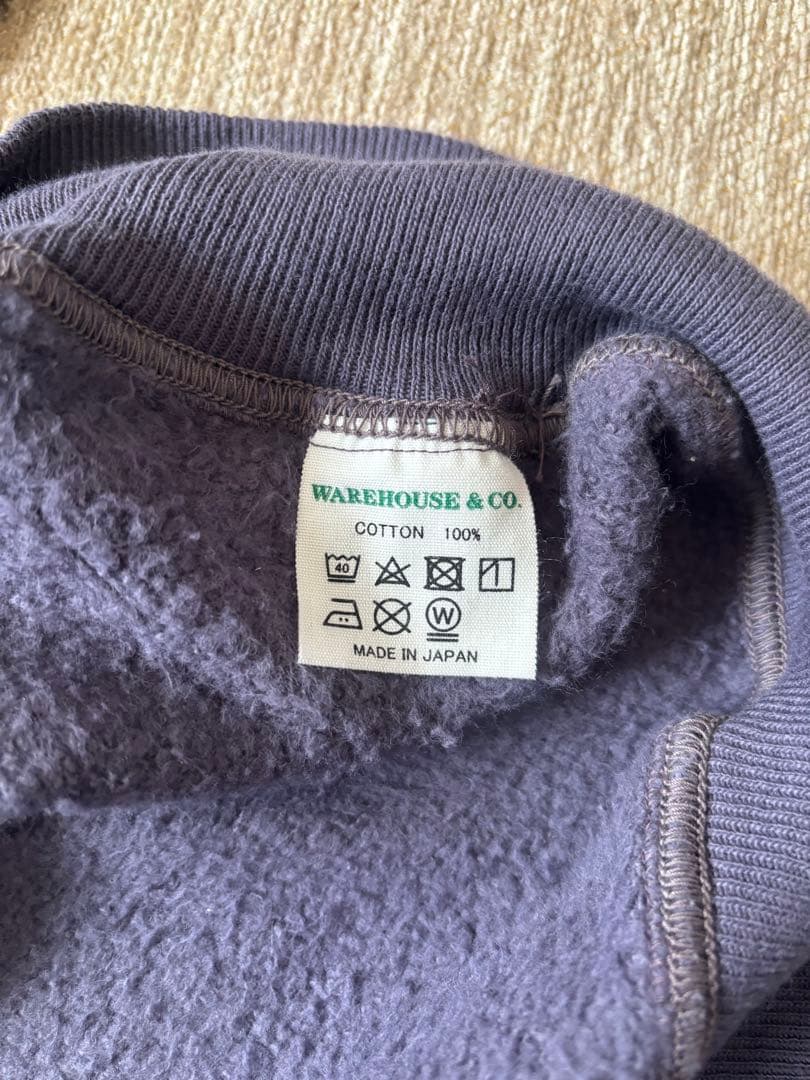 WAREHOUSE & CO.
COTTON 100%
40
W
MADE IN JAPAN